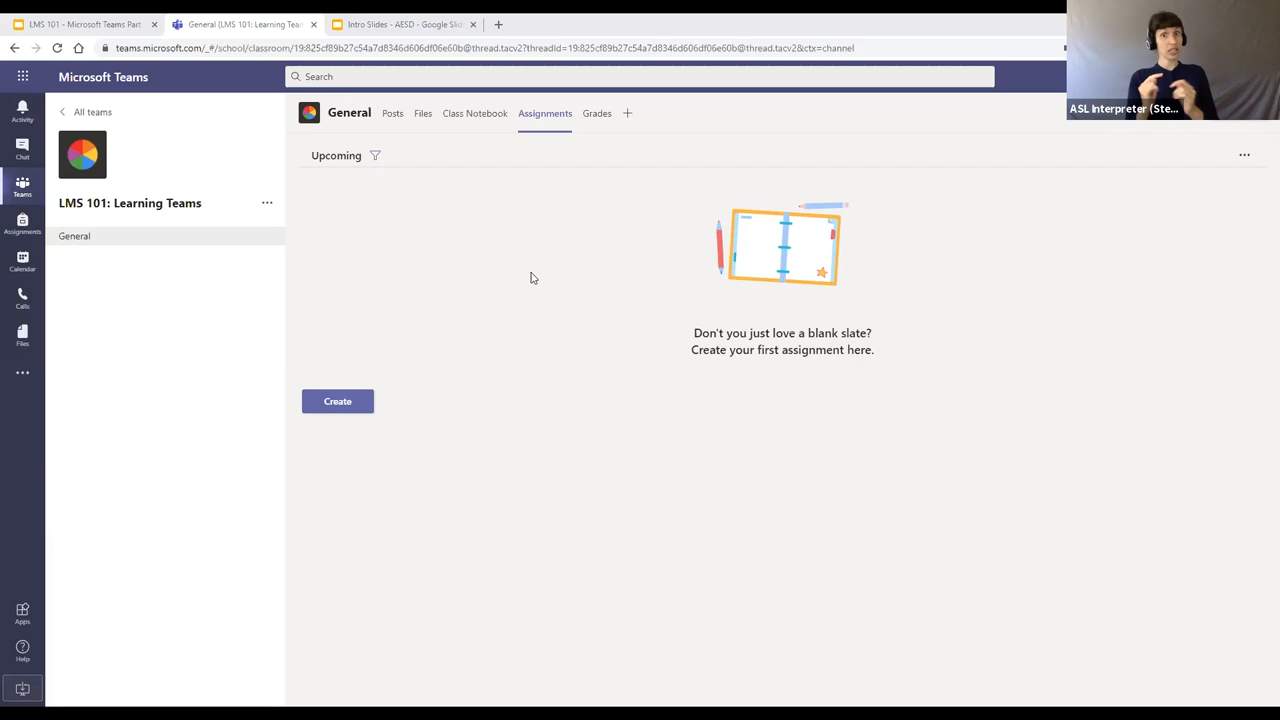 LMS 101 - Microsoft Teams Part
General (LMS 101: Learning Team
Intro Slides - AESD - Google Slid
teams.microsoft.com/_#/school/classroom/19:825cf89b27c54a7d8346d606df06e60b@thread.tacv2?threadId=19:825cf89b27c54a7d8346d606df06e60b@thread.tacv2&ctx=channel
Microsoft Teams
Search
ASL Interpreter (Ste...
Activity
Chat
Teams
Assignments
Calendar
Calls
Files
Apps
Help
All teams
LMS 101: Learning Teams
General
General Posts Files Class Notebook Assignments Grades
Upcoming
Don't you just love a blank slate?
Create your first assignment here.
Create